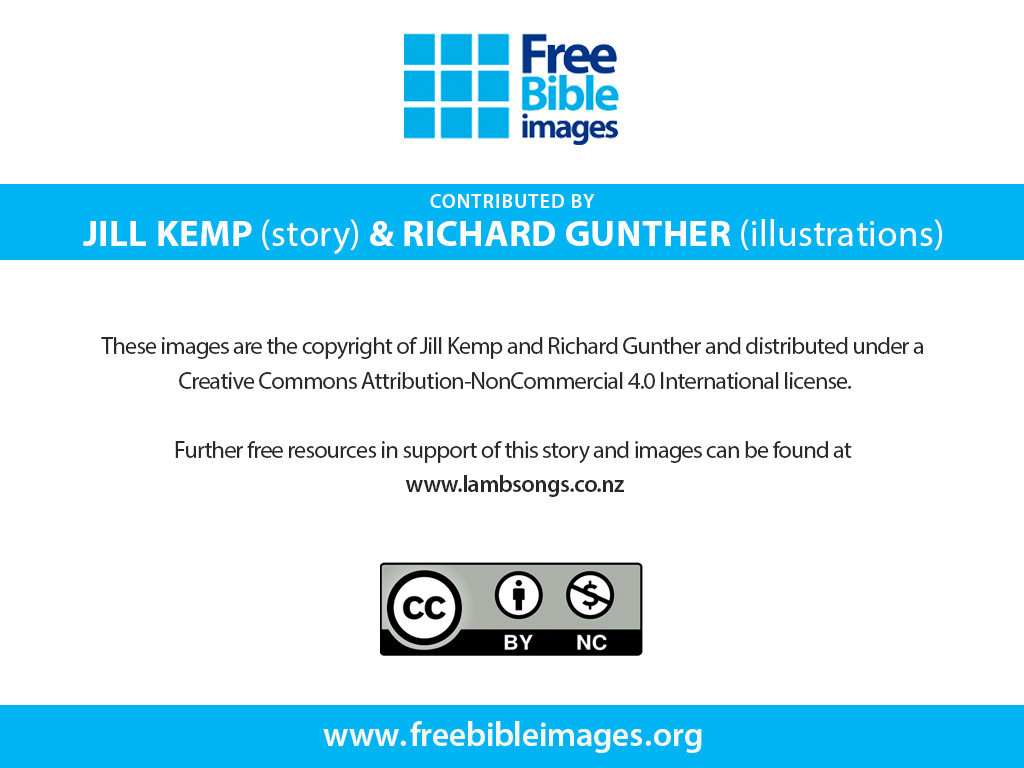 Free
Bible
images
CONTRIBUTED BY
JILL KEMP (story) & RICHARD GUNTHER (illustrations)
These images are the copyright of Jill Kemp and Richard Gunther and distributed under a
Creative Commons Attribution-NonCommercial 4.0 International license.
Further free resources in support of this story and images can be found at
www.lambsongs.co.nz
CC
BY NC
www.freebibleimages.org